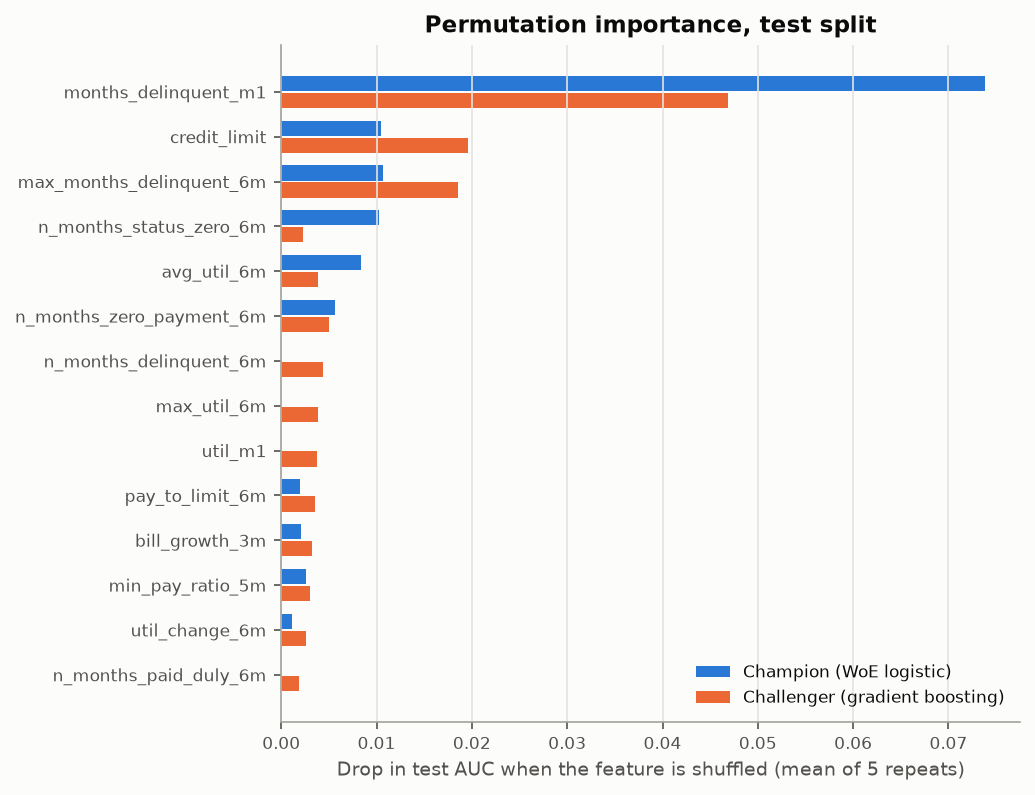 Permutation importance, test split
months_delinquent_m1
credit_limit
max_months_delinquent_6m
n_months_status_zero_6m
avg_util_6m
n_months_zero_payment_6m
n_months_delinquent_6m
max_util_6m
util_m1
pay_to_limit_6m
bill_growth_3m
min_pay_ratio_5m
util_change_6m
n_months_paid_duly_6m
Champion (WoE logistic)
Challenger (gradient boosting)
0.00 0.01 0.02 0.03 0.04 0.05 0.06 0.07
Drop in test AUC when the feature is shuffled (mean of 5 repeats)